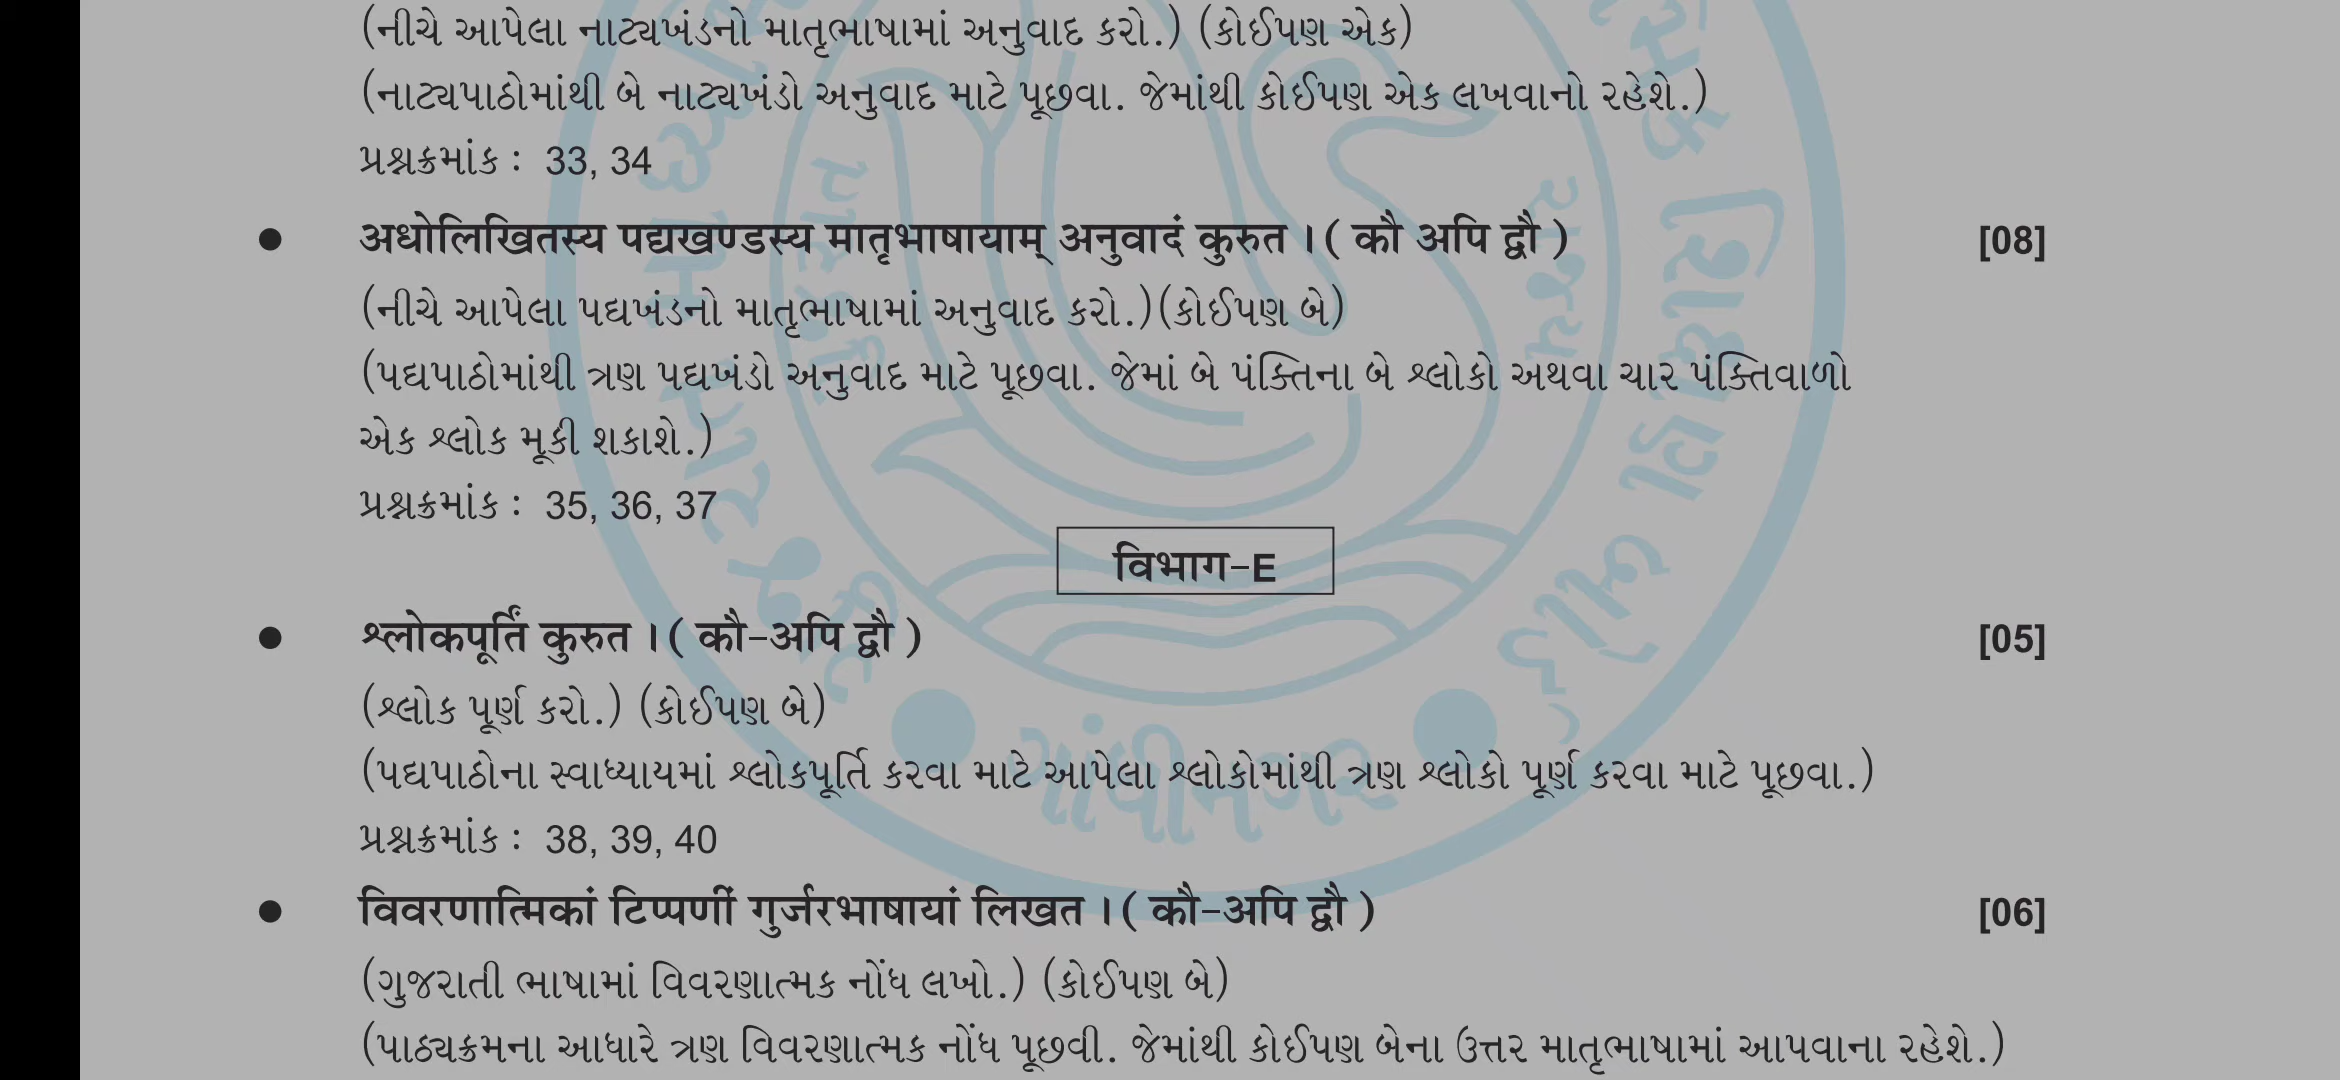 (નીચે આપેલા નાટ્યખંડનો માતૃભાષામાં અનુવાદ કરો.) (કોઈપણ એક)
(નાટ્યપાઠોમાંથી બે નાટ્યખંડો અનુવાદ માટે પૂછવા. જેમાંથી કોઈપણ એક લખવાનો રહેશે.)
પ્રશ્નક્રમાંક : 33, 34
● अधोलिखितस्य पद्यखण्डस्य मातृभाषायाम् अनुवादं कुरुत । ( कौ अपि द्वौ ) [08]
(નીચે આપેલા પદ્યખંડનો માતૃભાષામાં અનુવાદ કરો.)(કોઈપણ બે)
(પદ્યપાઠોમાંથી ત્રણ પદ્યખંડો અનુવાદ માટે પૂછવા. જેમાં બે પંક્તિના બે શ્લોકો અથવા ચાર પંક્તિવાળો
એક શ્લોક મૂકી શકાશે.)
પ્રશ્નક્રમાંક : 35, 36, 37
विभाग-E
● श्लोकपूर्तिं कुरुत । ( कौ-अपि द्वौ ) [05]
(શ્લોક પૂર્ણ કરો.) (કોઈપણ બે)
(પદ્યપાઠોના સ્વાધ્યાયમાં શ્લોકપૂર્તિ કરવા માટે આપેલા શ્લોકોમાંથી ત્રણ શ્લોકો પૂર્ણ કરવા માટે પૂછવા.)
ગાંધીનગર
પ્રશ્નક્રમાંક : 38, 39, 40
● विवरणात्मिकां टिप्पणीं गुर्जरभाषायां लिखत । ( कौ-अपि द्वौ ) [06]
(ગુજરાતી ભાષામાં વિવરણાત્મક નોંધ લખો.) (કોઈપણ બે)
(પાઠ્યક્રમના આધારે ત્રણ વિવરણાત્મક નોંધ પૂછવી. જેમાંથી કોઈપણ બેના ઉત્તર માતૃભાષામાં આપવાના રહેશે.)